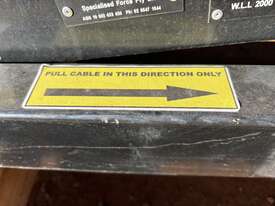 Specialised Force Pty
W.L.L 2000
PULL CABLE IN THIS DIRECTION ONLY